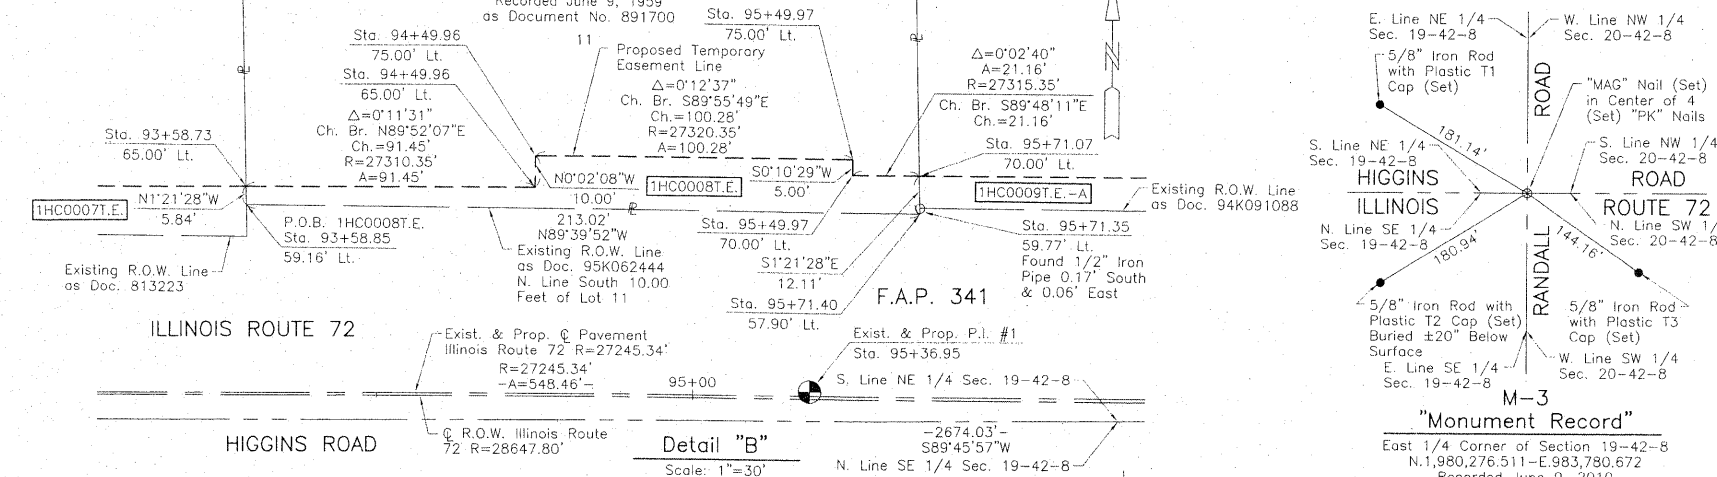 Recorded June 9, 1959
as Document No. 891700
11
Sta. 94+49.96
75.00' Lt.
Sta. 94+49.96
65.00' Lt.
Δ=0°11'31"
Ch. Br. N89°52'07"E
Ch.=91.45'
R=27310.35'
A=91.45'
Proposed Temporary
Easement Line
Δ=0°12'37"
Ch. Br. S89°55'49"E
Ch.=100.28'
R=27320.35'
A=100.28'
Sta. 95+49.97
75.00' Lt.
Δ=0°02'40"
A=21.16'
R=27315.35'
Ch. Br. S89°48'11"E
Ch.=21.16'
N
Sta. 93+58.73
65.00' Lt.
1HC0007T.E.
N1°21'28"W
5.84'
P.O.B. 1HC0008T.E.
Sta. 93+58.85
59.16' Lt.
Existing R.O.W. Line
as Doc. 813223
N0°02'08"W
10.00'
1HC0008T.E.
S0°10'29"W
5.00'
213.02'
N89°39'52"W
Existing R.O.W. Line
as Doc. 95K062444
N. Line South 10.00
Feet of Lot 11
Sta. 95+49.97
70.00' Lt.
S1°21'28"E
12.11'
Sta. 95+71.40
57.90' Lt.
Sta. 95+71.07
70.00' Lt.
1HC0009T.E.-A
Existing R.O.W. Line
as Doc. 94K091088
Sta. 95+71.35
59.77' Lt.
Found 1/2" Iron
Pipe 0.17' South
& 0.06' East
F.A.P. 341
ILLINOIS ROUTE 72
Exist. & Prop. ℄ Pavement
Illinois Route 72 R=27245.34'
R=27245.34'
-A=548.46'-
95+00
Exist. & Prop. P.I. #1
Sta. 95+36.95
S. Line NE 1/4 Sec. 19-42-8
HIGGINS ROAD
℄ R.O.W. Illinois Route
72 R=28647.80'
Detail "B"
Scale: 1"=30'
-2674.03'-
S89°45'57"W
N. Line SE 1/4 Sec. 19-42-8
E. Line NE 1/4
Sec. 19-42-8
W. Line NW 1/4
Sec. 20-42-8
5/8" Iron Rod
with Plastic T1
Cap (Set)
ROAD
"MAG" Nail (Set)
in Center of 4
(Set) "PK" Nails
181.14'
S. Line NE 1/4
Sec. 19-42-8
S. Line NW 1/4
Sec. 20-42-8
HIGGINS
ROAD
ILLINOIS
ROUTE 72
N. Line SE 1/4
Sec. 19-42-8
N. Line SW 1/
Sec. 20-42-8
180.94'
144.16'
RANDALL
5/8" Iron Rod with
Plastic T2 Cap (Set)
Buried ±20" Below
Surface
5/8" Iron Rod
with Plastic T3
Cap (Set)
E. Line SE 1/4
Sec. 19-42-8
W. Line SW 1/4
Sec. 20-42-8
M-3
"Monument Record"
East 1/4 Corner of Section 19-42-8
N.1,980,276.511-E.983,780.672
Recorded June 9, 2010